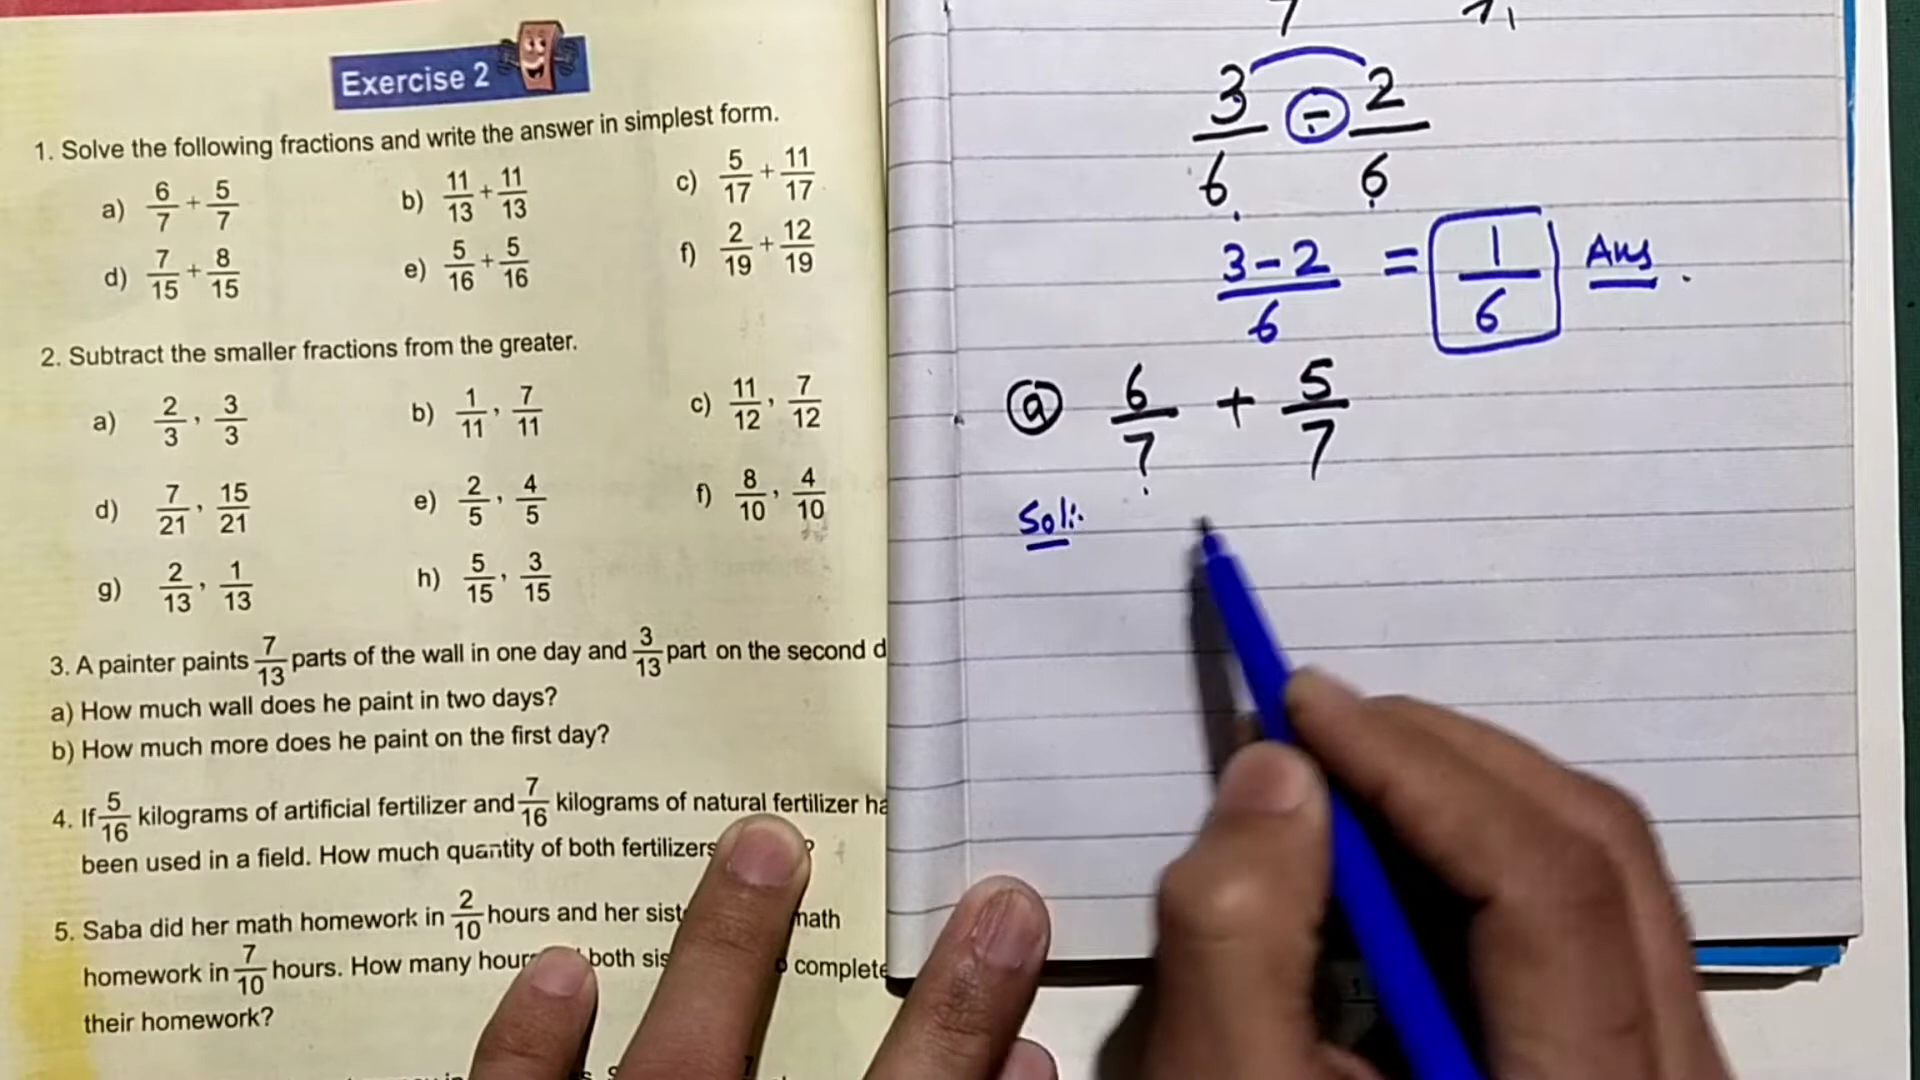 Exercise 2
1. Solve the following fractions and write the answer in simplest form.
a) 6/7 + 5/7 b) 11/13 + 11/13 c) 5/17 + 11/17
d) 7/15 + 8/15 e) 5/16 + 5/16 f) 2/19 + 12/19
2. Subtract the smaller fractions from the greater.
a) 2/3 , 3/3 b) 1/11 , 7/11 c) 11/12 , 7/12
d) 7/21 , 15/21 e) 2/5 , 4/5 f) 8/10 , 4/10
g) 2/13 , 1/13 h) 5/15 , 3/15
3. A painter paints 7/13 parts of the wall in one day and 3/13 part on the second d
a) How much wall does he paint in two days?
b) How much more does he paint on the first day?
4. If 5/16 kilograms of artificial fertilizer and 7/16 kilograms of natural fertilizer ha
been used in a field. How much quantity of both fertilizers ?
5. Saba did her math homework in 2/10 hours and her sist math
homework in 7/10 hours. How many hour both sis complete
their homework?
3/6 - 2/6
3-2/6 = 1/6 Ans.
a 6/7 + 5/7
Sol: